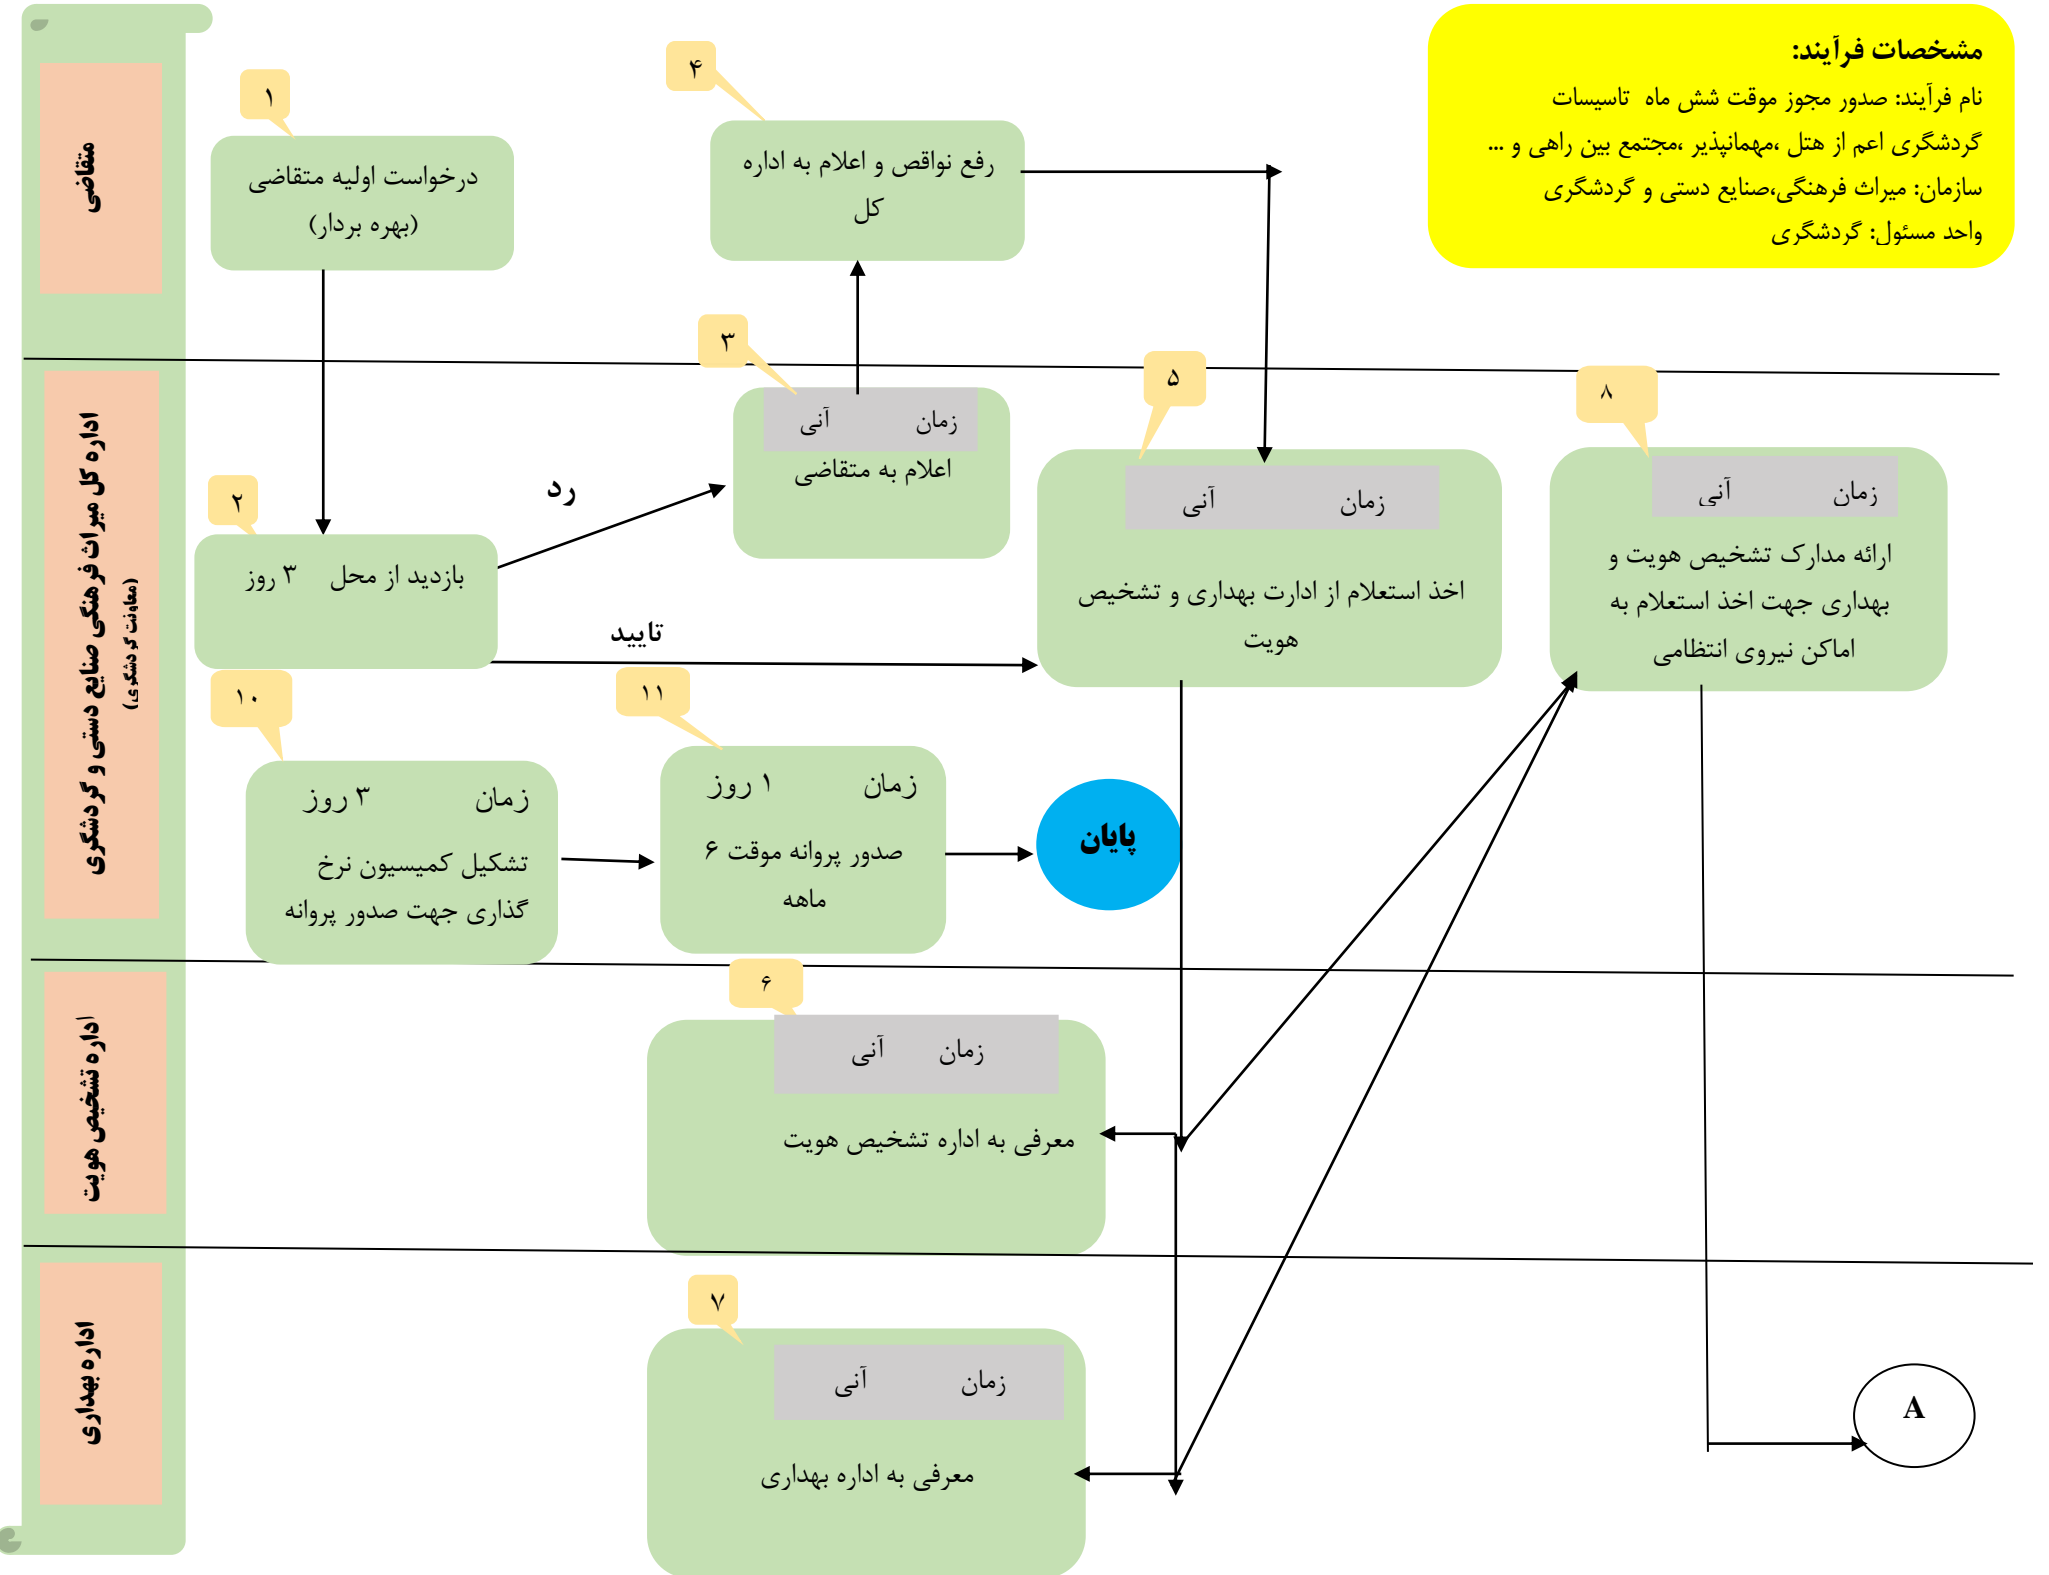 مشخصات فرآیند:
نام فرآیند: صدور مجوز موقت شش ماه تاسیسات
گردشگری اعم از هتل ،مهمانپذیر ،مجتمع بین راهی و ...
سازمان: میراث فرهنگی،صنایع دستی و گردشگری
واحد مسئول: گردشگری
متقاضی
۱
درخواست اولیه متقاضی
(بهره بردار)
۴
رفع نواقص و اعلام به اداره
کل
اداره کل میراث فرهنگی صنایع دستی و گردشگری
(معاونت گردشگری)
۲
بازدید از محل ۳ روز
رد
تایید
۳
زمان آنی
اعلام به متقاضی
۵
زمان آنی
اخذ استعلام از ادارت بهداری و تشخیص
هویت
۸
زمان آنی
ارائه مدارک تشخیص هویت و
بهداری جهت اخذ استعلام به
اماکن نیروی انتظامی
۱۰
زمان ۳ روز
تشکیل کمیسیون نرخ
گذاری جهت صدور پروانه
۱۱
زمان ۱ روز
صدور پروانه موقت ۶
ماهه
پایان
اداره تشخیص هویت
۶
زمان آنی
معرفی به اداره تشخیص هویت
اداره بهداری
۷
زمان آنی
معرفی به اداره بهداری
A